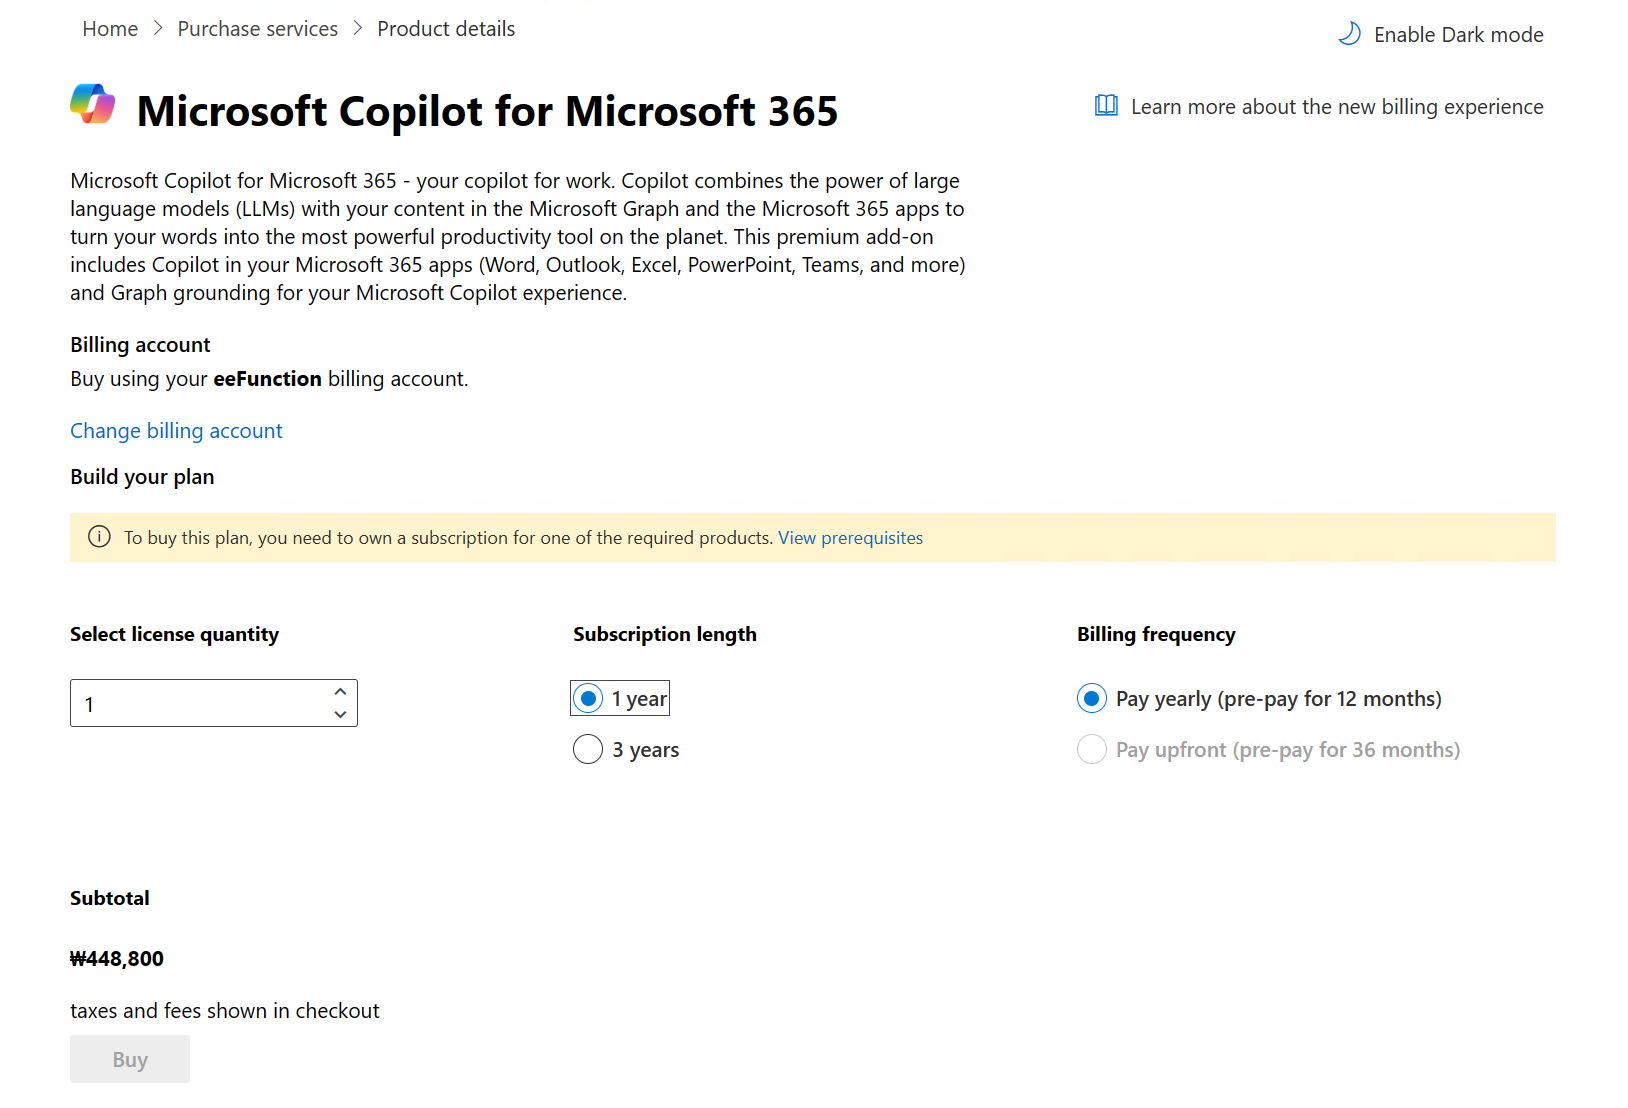 Home > Purchase services > Product details
Enable Dark mode
Microsoft Copilot for Microsoft 365
Learn more about the new billing experience
Microsoft Copilot for Microsoft 365 - your copilot for work. Copilot combines the power of large
language models (LLMs) with your content in the Microsoft Graph and the Microsoft 365 apps to
turn your words into the most powerful productivity tool on the planet. This premium add-on
includes Copilot in your Microsoft 365 apps (Word, Outlook, Excel, PowerPoint, Teams, and more)
and Graph grounding for your Microsoft Copilot experience.
Billing account
Buy using your eeFunction billing account.
Change billing account
Build your plan
To buy this plan, you need to own a subscription for one of the required products. View prerequisites
Select license quantity
1
Subscription length
1 year
3 years
Billing frequency
Pay yearly (pre-pay for 12 months)
Pay upfront (pre-pay for 36 months)
Subtotal
₩448,800
taxes and fees shown in checkout
Buy